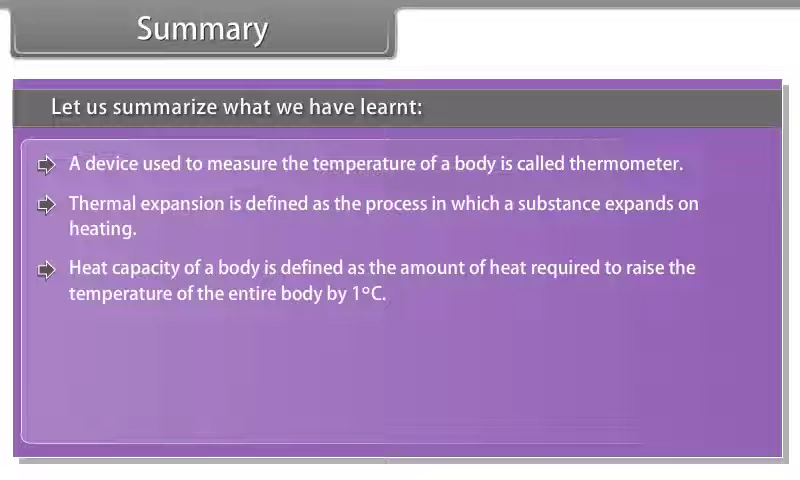 Summary
Let us summarize what we have learnt:
A device used to measure the temperature of a body is called thermometer.
Thermal expansion is defined as the process in which a substance expands on
heating.
Heat capacity of a body is defined as the amount of heat required to raise the
temperature of the entire body by 1°C.